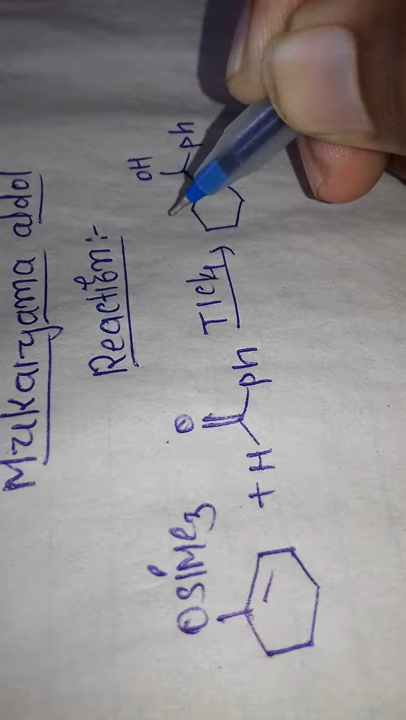 Mukaiyama aldol
Reaction:-
OSiMe3 + H O Ph TiCl4, OH Ph